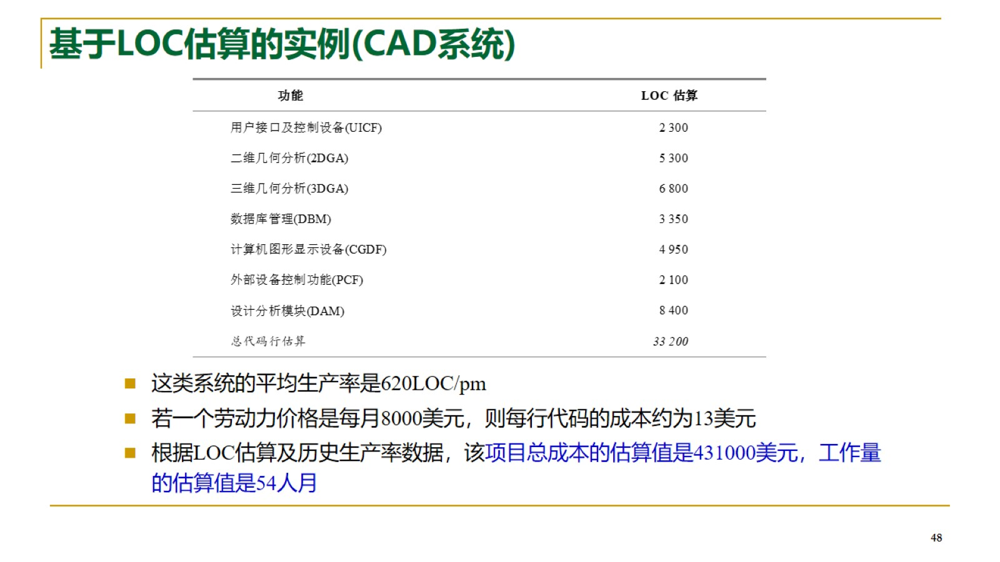 基于LOC估算的实例(CAD系统)
功能 LOC 估算
用户接口及控制设备(UICF) 2 300
二维几何分析(2DGA) 5 300
三维几何分析(3DGA) 6 800
数据库管理(DBM) 3 350
计算机图形显示设备(CGDF) 4 950
外部设备控制功能(PCF) 2 100
设计分析模块(DAM) 8 400
总代码行估算 33 200
这类系统的平均生产率是620LOC/pm
若一个劳动力价格是每月8000美元，则每行代码的成本约为13美元
根据LOC估算及历史生产率数据，该项目总成本的估算值是431000美元，工作量
的估算值是54人月
48